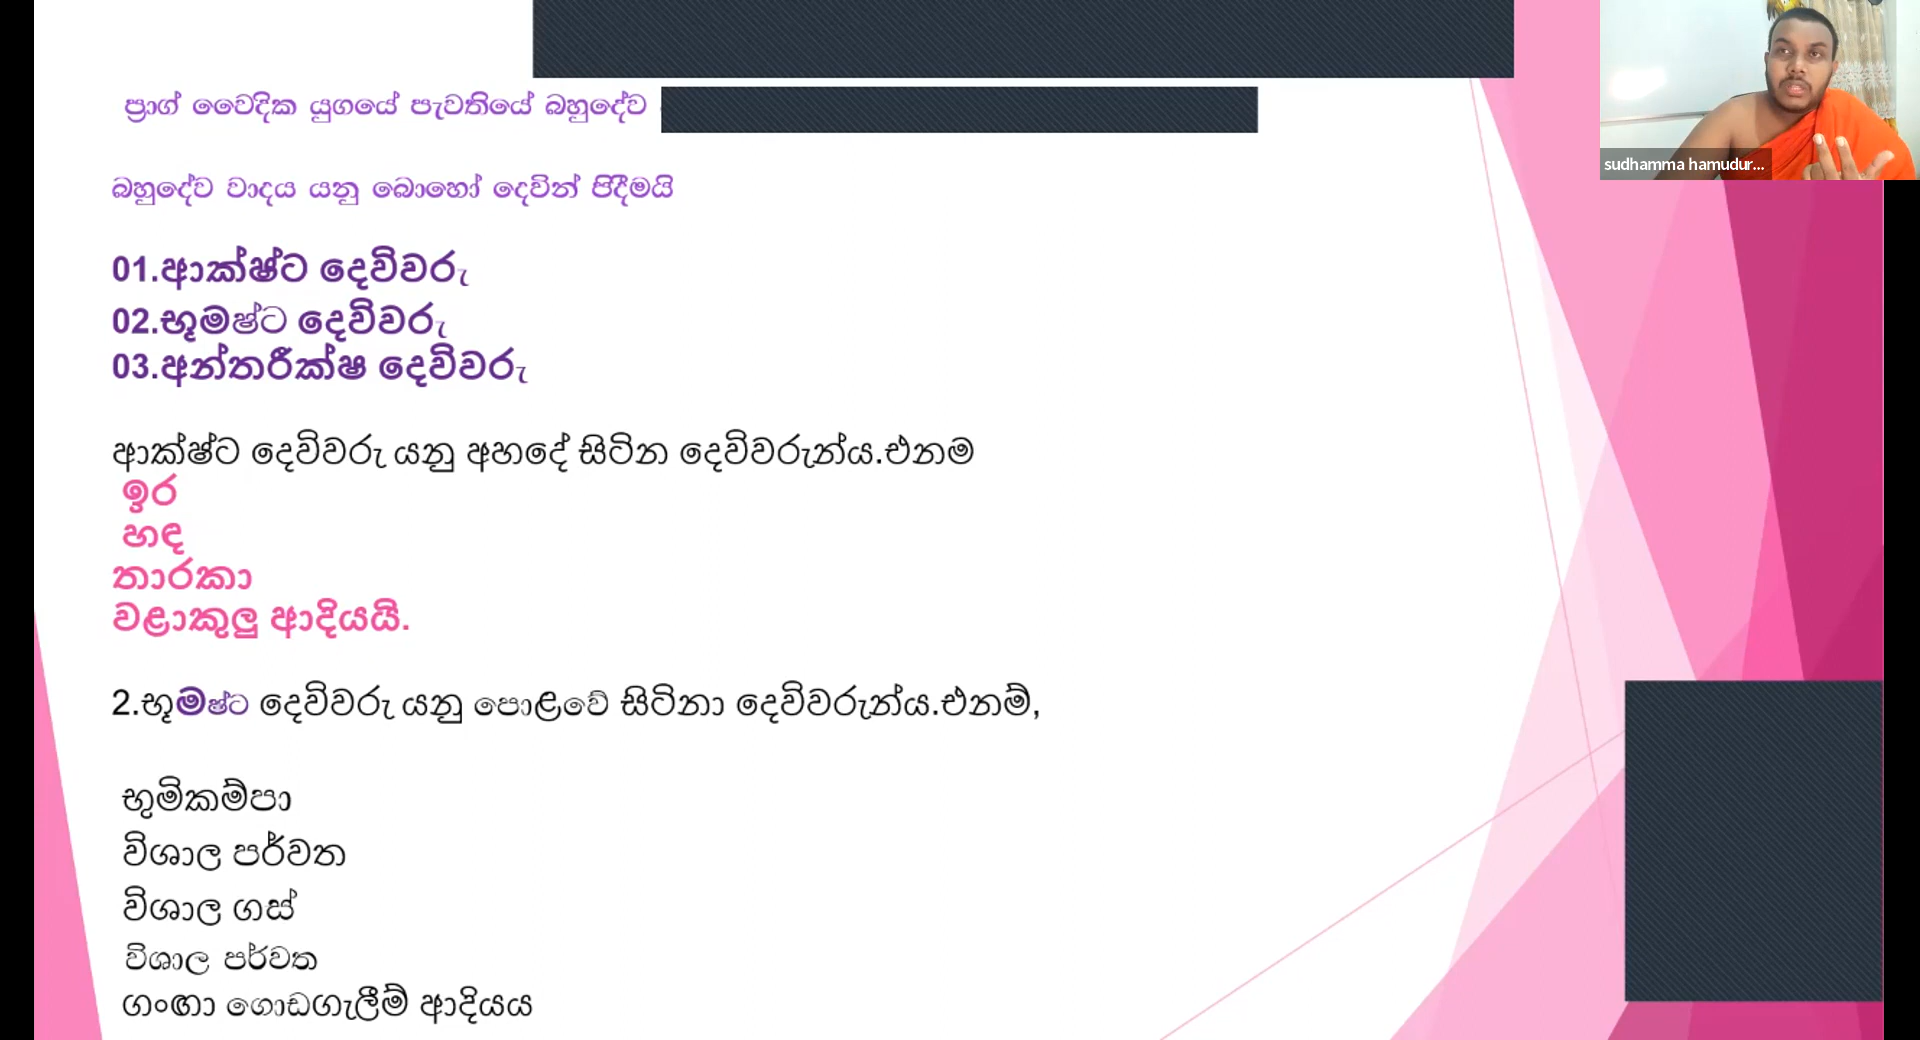 ප්‍රාග් වෛදික යුගයේ පැවතියේ බහුදේව
sudhamma hamudur...
බහුදේව වාදය යනු බොහෝ දෙවින් පිදීමයි
01.ආක්ෂ්ට දෙවිවරු
02.භූමෂ්ට දෙවිවරු
03.අන්තරීක්ෂ දෙවිවරු
ආක්ෂ්ට දෙවිවරු යනු අහදේ සිටින දෙවිවරුන්ය.එනම
ඉර
හඳ
තාරකා
වළාකුලු ආදියයි.
2.භූමෂ්ට දෙවිවරු යනු පොළවේ සිටිනා දෙවිවරුන්ය.එනම්,
භුමිකම්පා
විශාල පර්වත
විශාල ගස්
විශාල පර්වත
ගංඟා ගොඩගැලීම් ආදියය